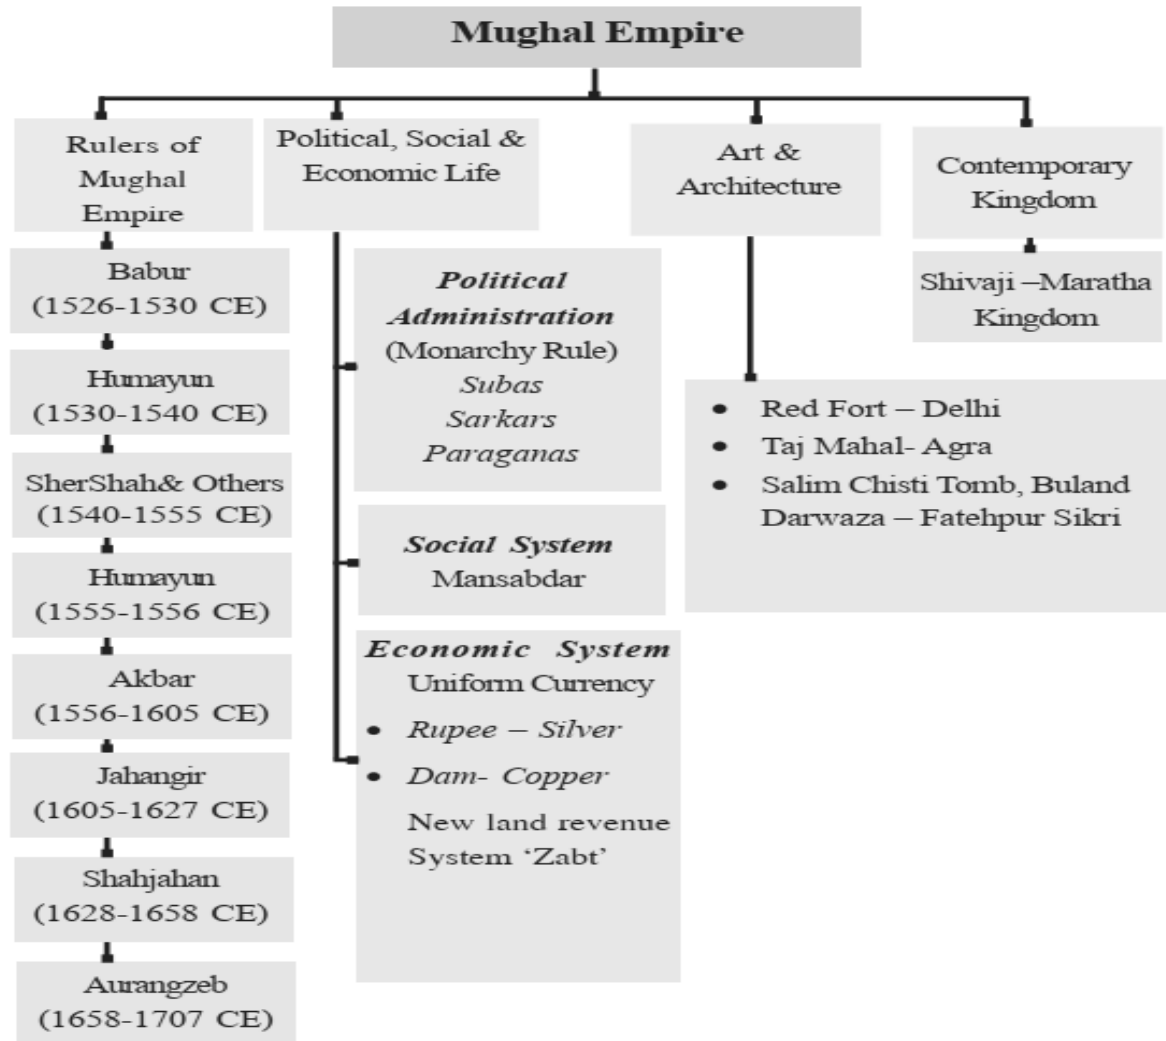 Mughal Empire
Rulers of
Mughal
Empire
Babur
(1526-1530 CE)
Humayun
(1530-1540 CE)
SherShah& Others
(1540-1555 CE)
Humayun
(1555-1556 CE)
Akbar
(1556-1605 CE)
Jahangir
(1605-1627 CE)
Shahjahan
(1628-1658 CE)
Aurangzeb
(1658-1707 CE)
Political, Social &
Economic Life
Political
Administration
(Monarchy Rule)
Subas
Sarkars
Paraganas
Social System
Mansabdar
Economic System
Uniform Currency
• Rupee – Silver
• Dam- Copper
New land revenue
System ‘Zabt’
Art &
Architecture
• Red Fort – Delhi
• Taj Mahal- Agra
• Salim Chisti Tomb, Buland
Darwaza – Fatehpur Sikri
Contemporary
Kingdom
Shivaji –Maratha
Kingdom